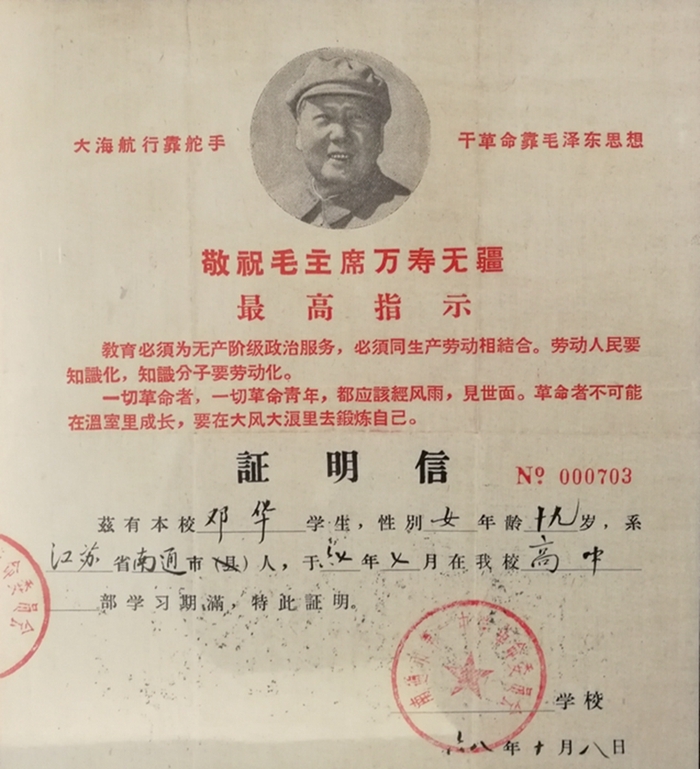 大海航行靠舵手
干革命靠毛泽东思想
敬祝毛主席万寿无疆
最高指示
教育必须为无产阶级政治服务，必须同生产劳动相結合。劳动人民要
知識化，知識分子要劳动化。
一切革命者，一切革命青年，都应該經风雨，見世面。革命者不可能
在温室里成长，要在大风大浪里去鍛炼自己。
証明信
Nº 000703
茲有本校邓华学生，性別女年龄十九岁，系
江苏省南通市（县）人，于 年 月在我校高中
部学习期滿，特此証明。
学校
六八年十月八日